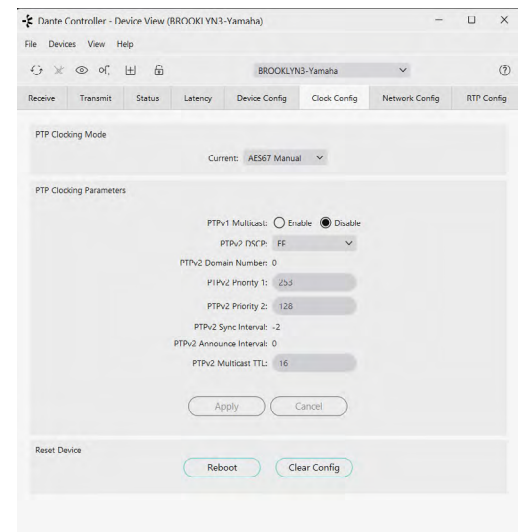 Dante Controller - Device View (BROOKLYN3-Yamaha)
File Devices View Help
BROOKLYN3-Yamaha
Receive Transmit Status Latency Device Config Clock Config Network Config RTP Config
PTP Clocking Mode
Current: AES67 Manual
PTP Clocking Parameters
PTPv1 Multicast: Enable Disable
PTPv2 DSCP: EF
PTPv2 Domain Number: 0
PTPv2 Priority 1: 253
PTPv2 Priority 2: 128
PTPv2 Sync Interval: -2
PTPv2 Announce Interval: 0
PTPv2 Multicast TTL: 16
Apply Cancel
Reset Device
Reboot Clear Config